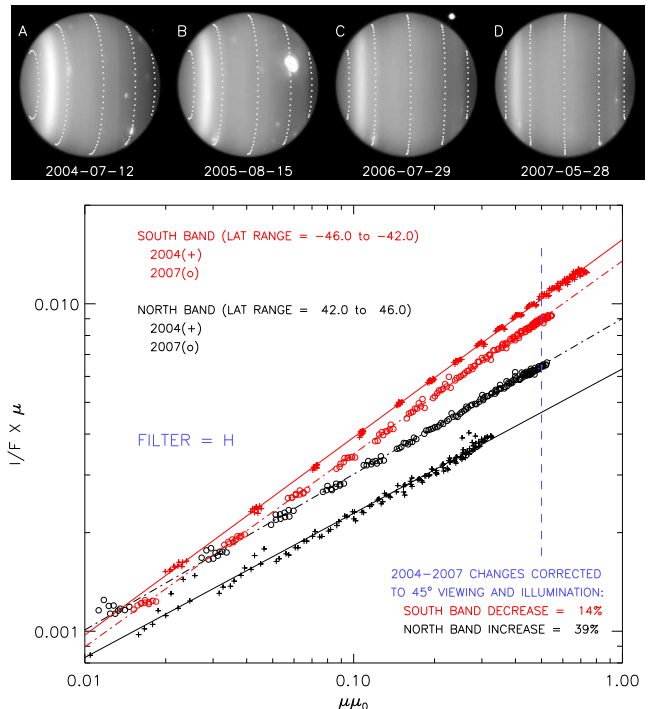 A B C D
2004-07-12 2005-08-15 2006-07-29 2007-05-28
SOUTH BAND (LAT RANGE = -46.0 to -42.0)
2004(+)
2007(o)
0.010
NORTH BAND (LAT RANGE = 42.0 to 46.0)
2004(+)
2007(o)
I/F X μ
FILTER = H
2004-2007 CHANGES CORRECTED
TO 45° VIEWING AND ILLUMINATION:
SOUTH BAND DECREASE = 14%
NORTH BAND INCREASE = 39%
0.001
0.01 0.10 1.00
μμ₀